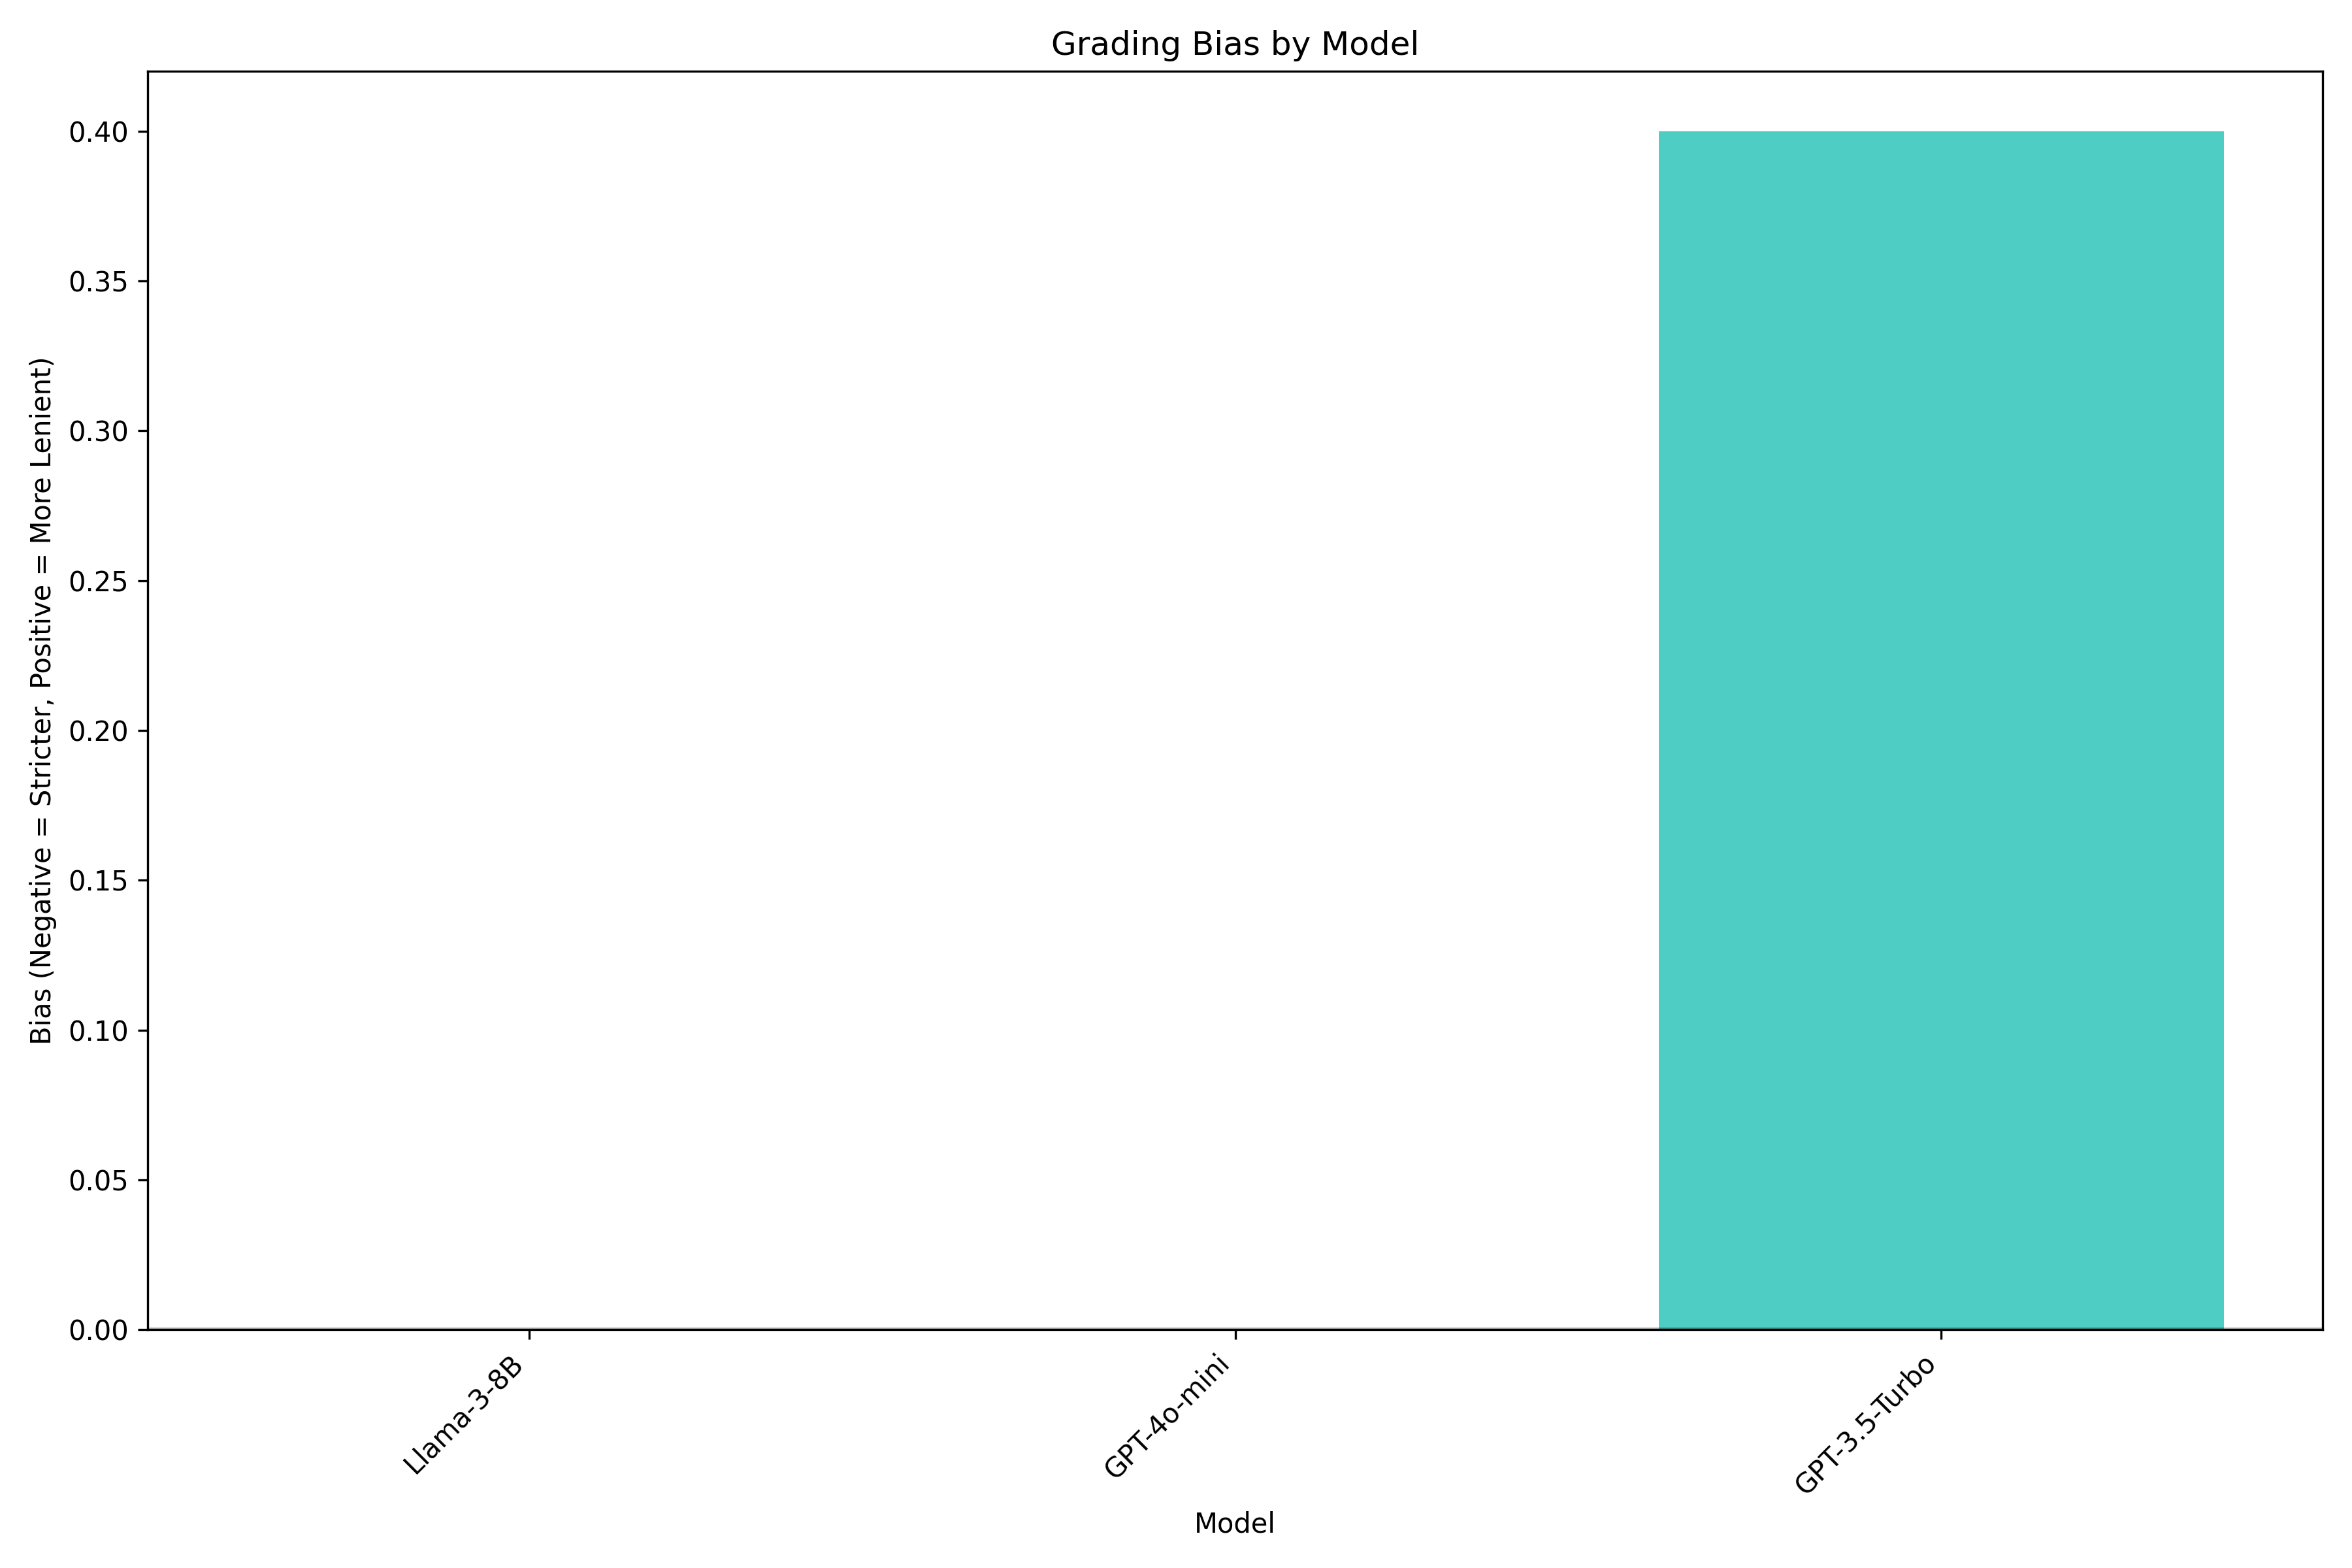 Grading Bias by Model
Bias (Negative = Stricter, Positive = More Lenient)
0.40
0.35
0.30
0.25
0.20
0.15
0.10
0.05
0.00
Llama-3-8B
GPT-4o-mini
GPT-3.5-Turbo
Model